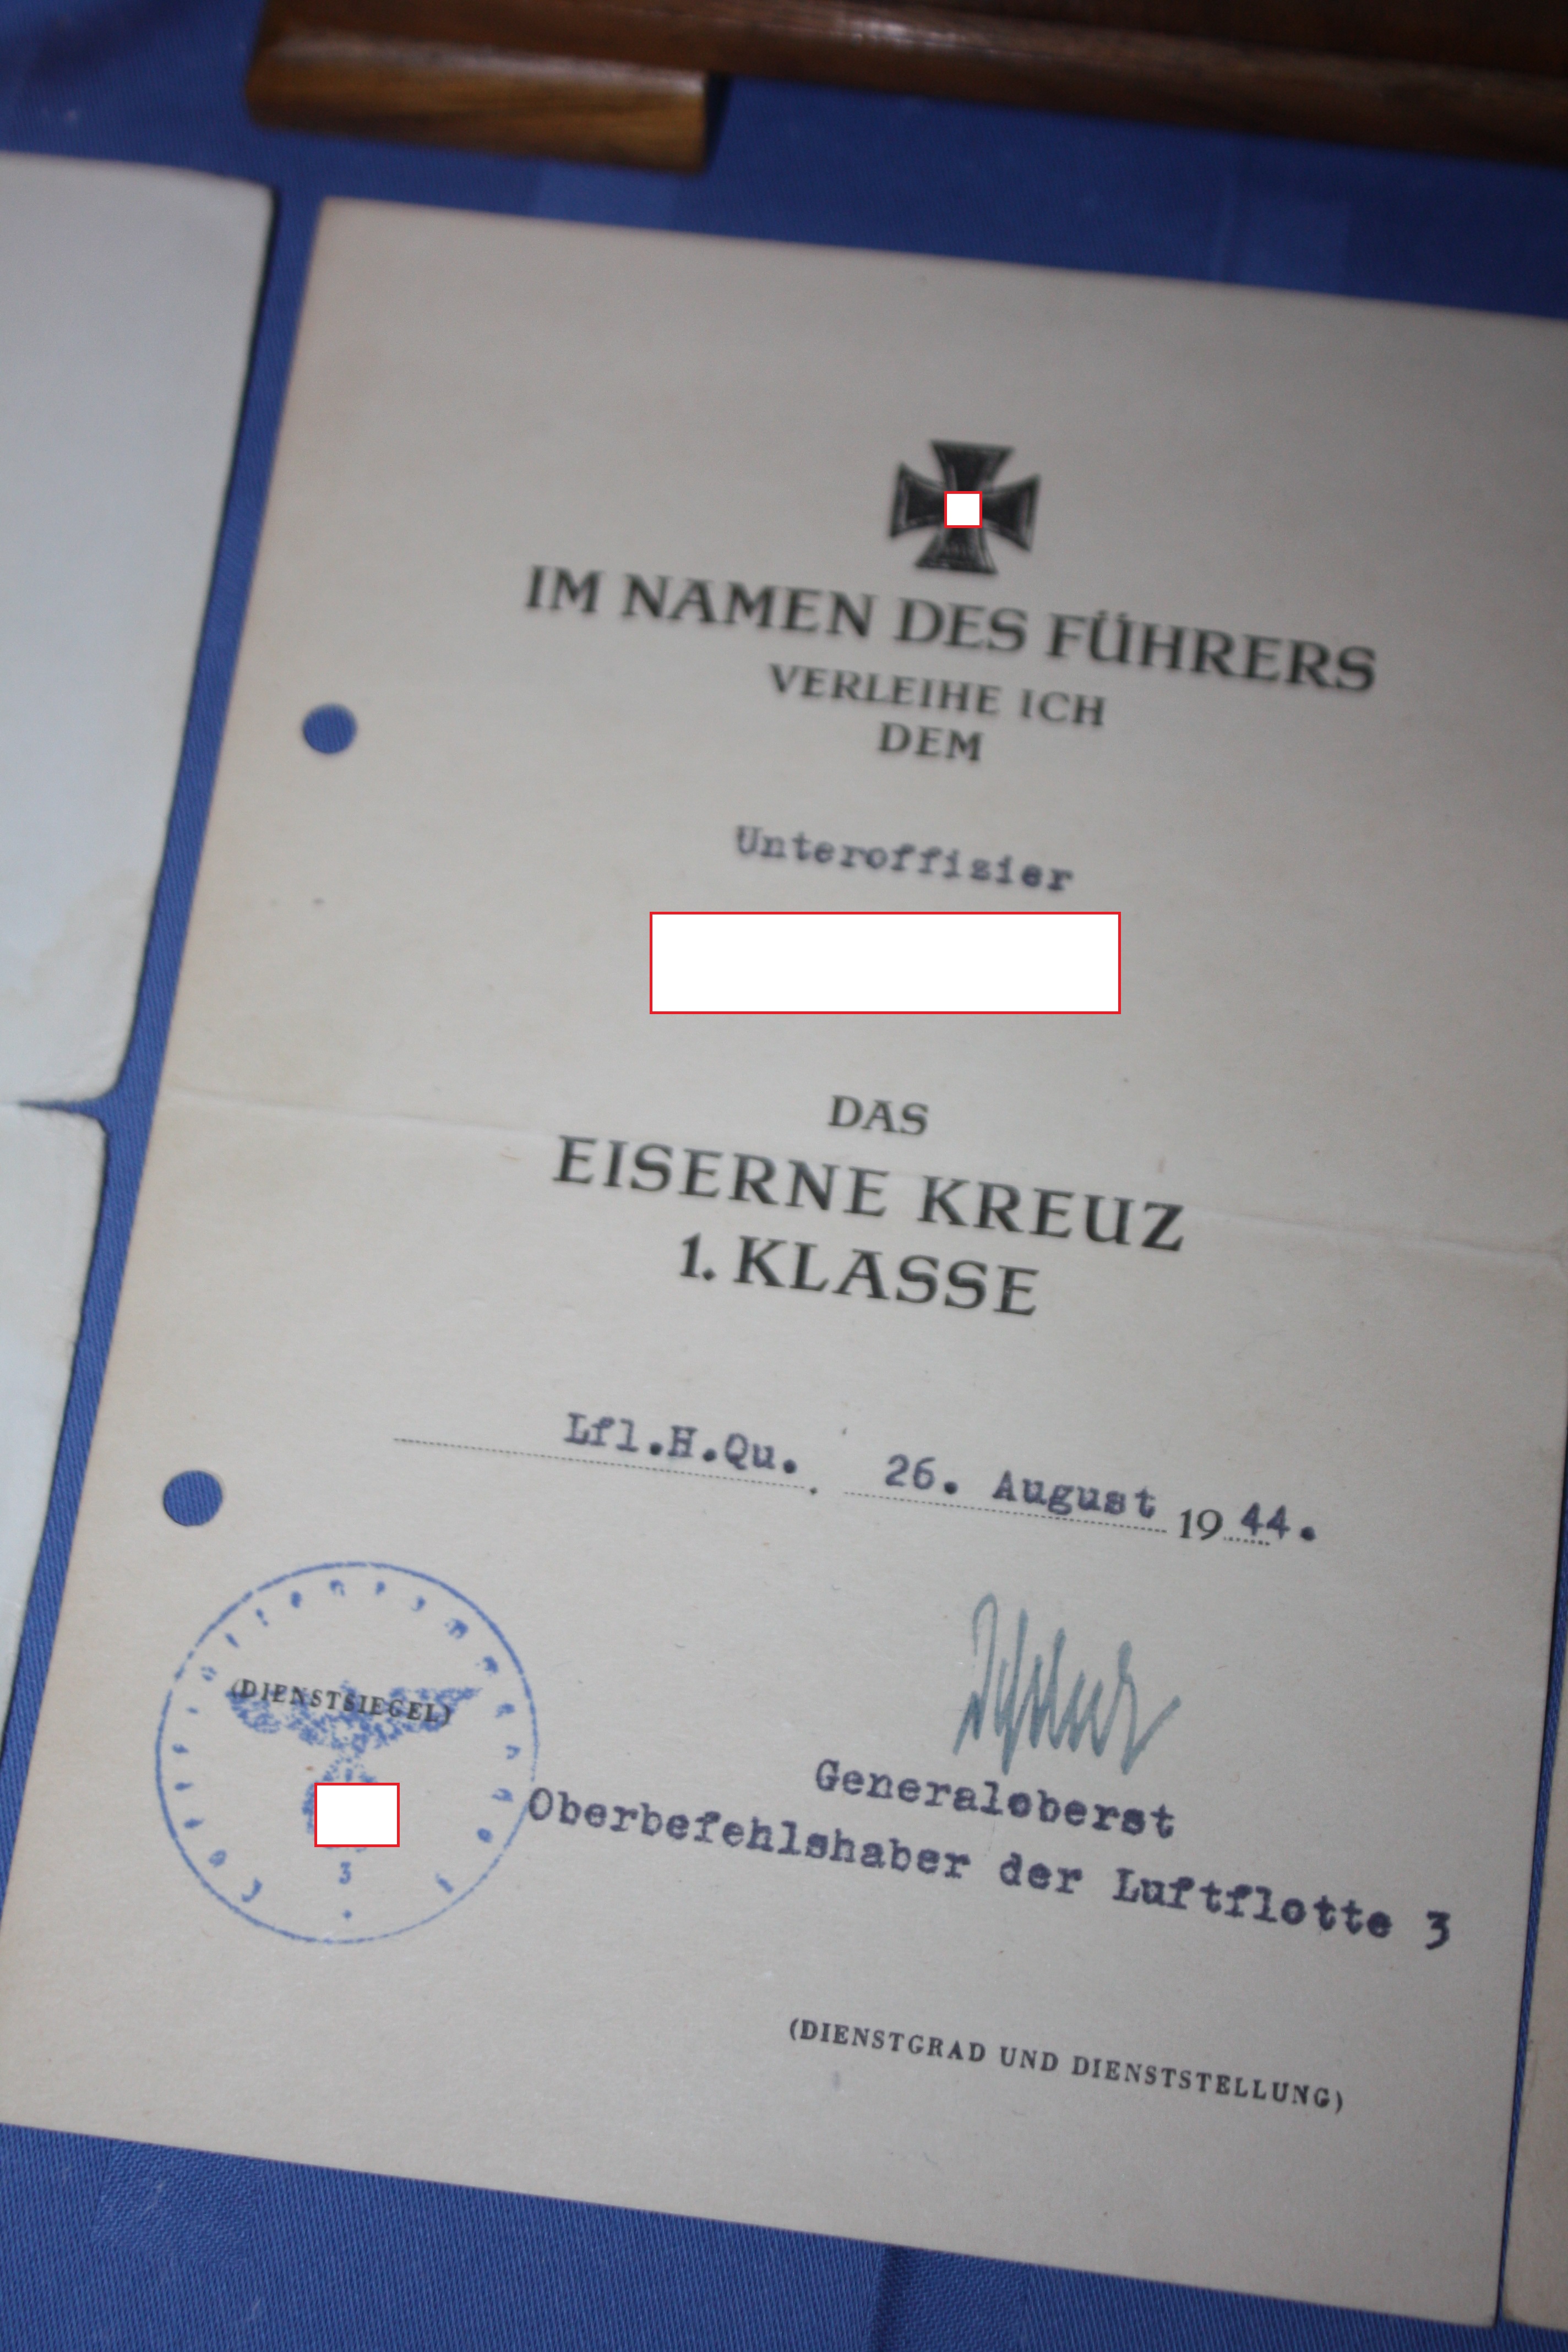 IM NAMEN DES FÜHRERS
VERLEIHE ICH
DEM
Unteroffizier
DAS
EISERNE KREUZ
1. KLASSE
Lfl.H.Qu. . 26. August 1944.
(DIENSTSIEGEL)
3
Generaloberst
Oberbefehlshaber der Luftflotte 3
(DIENSTGRAD UND DIENSTSTELLUNG)